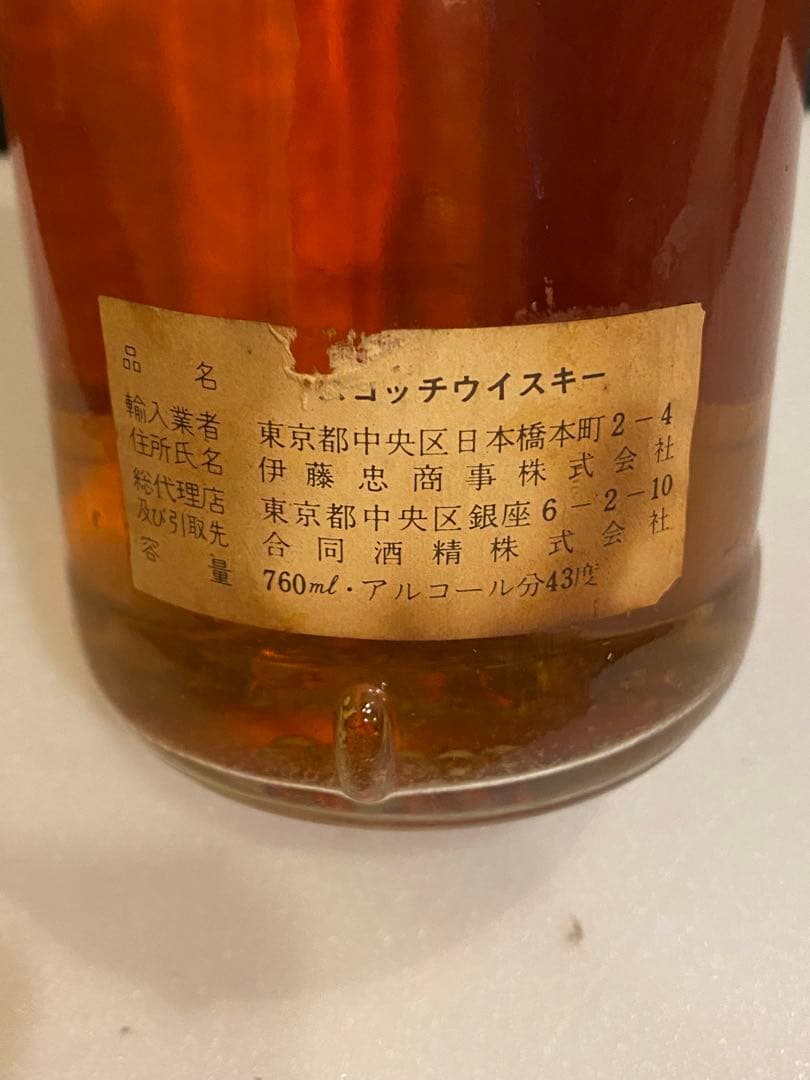 品名 スコッチウイスキー
輸入業者 東京都中央区日本橋本町2-4
住所氏名 伊藤忠商事株式会社
総代理店 東京都中央区銀座6-2-10
及び引取先 合同酒精株式会社
容量 760ml・アルコール分43度